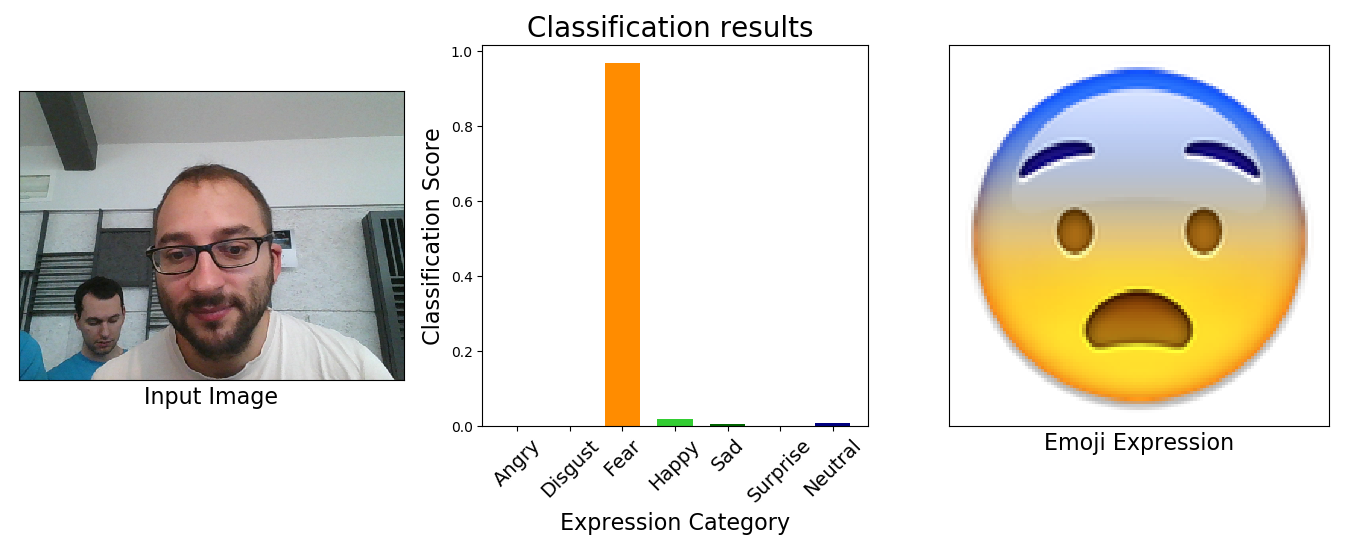 Classification results
1.0
0.8
0.6
0.4
0.2
0.0
Classification Score
Angry
Disgust
Fear
Happy
Sad
Surprise
Neutral
Expression Category
Input Image
Emoji Expression